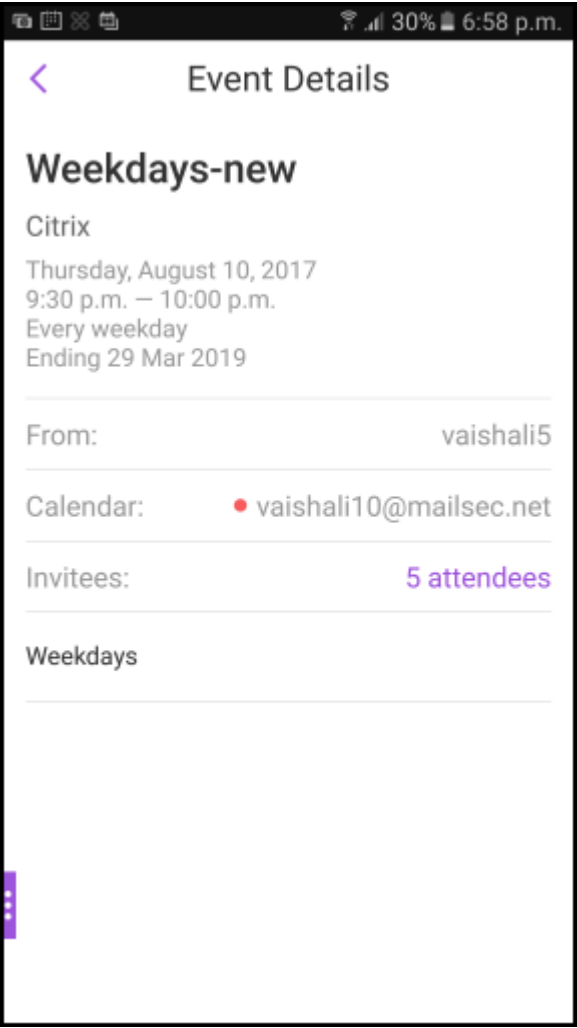 30% 6:58 p.m.
Event Details
Weekdays-new
Citrix
Thursday, August 10, 2017
9:30 p.m. — 10:00 p.m.
Every weekday
Ending 29 Mar 2019
From: vaishali5
Calendar: vaishali10@mailsec.net
Invitees: 5 attendees
Weekdays